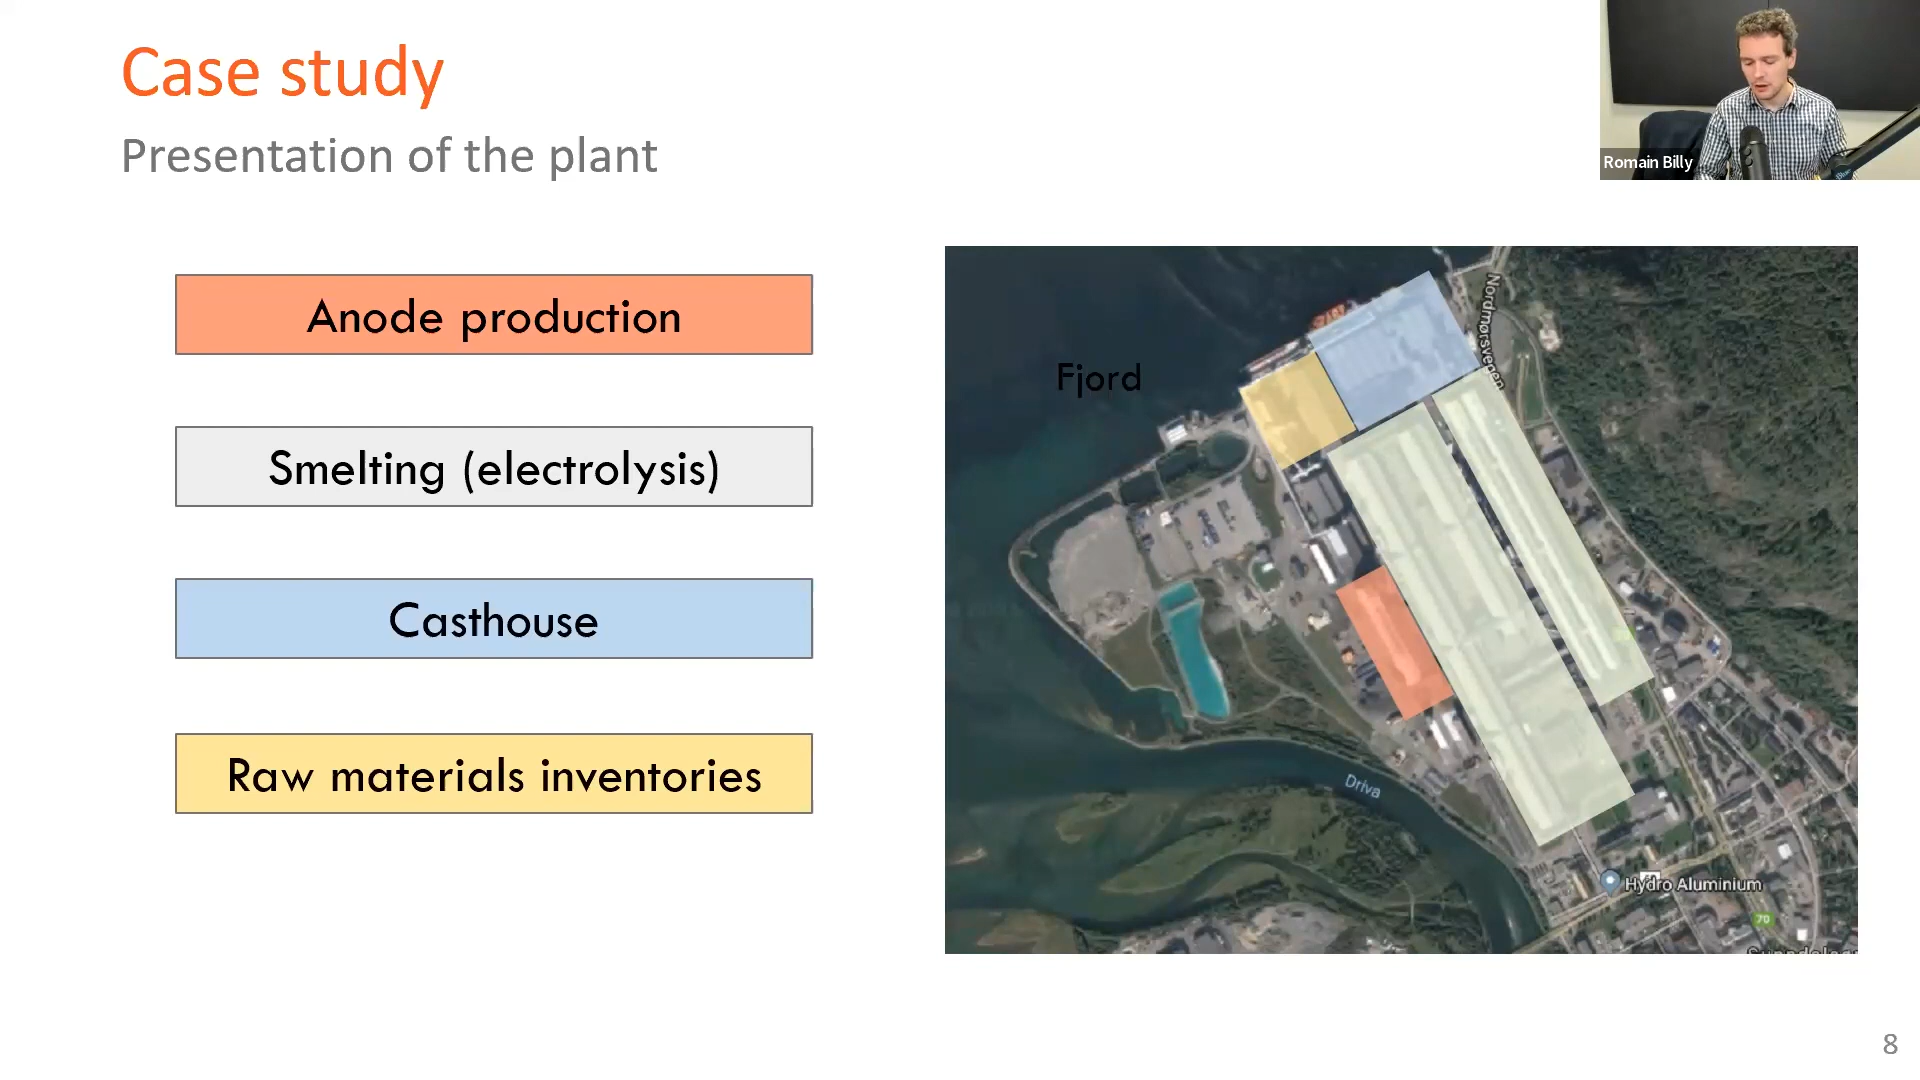 Case study
Presentation of the plant
Romain Billy
Anode production
Smelting (electrolysis)
Casthouse
Raw materials inventories
Fjord
Nordmørsvegen
Driva
Hydro Aluminium
70
8